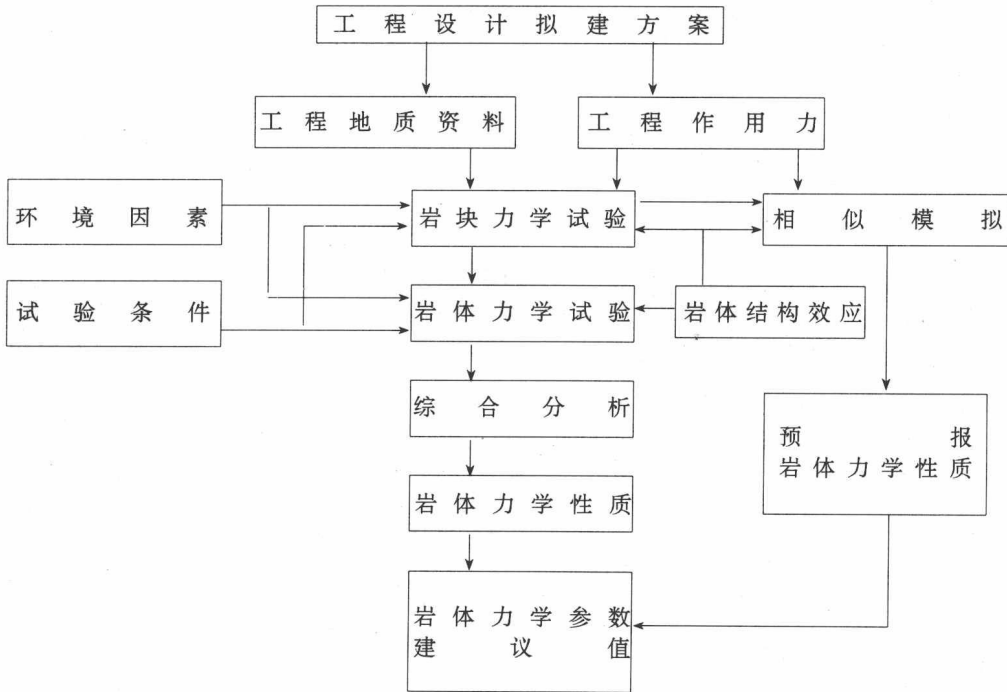 工程设计拟建方案
工程地质资料
工程作用力
环境因素
岩块力学试验
相似模拟
试验条件
岩体力学试验
岩体结构效应
综合分析
预报
岩体力学性质
岩体力学性质
岩体力学参数
建议值